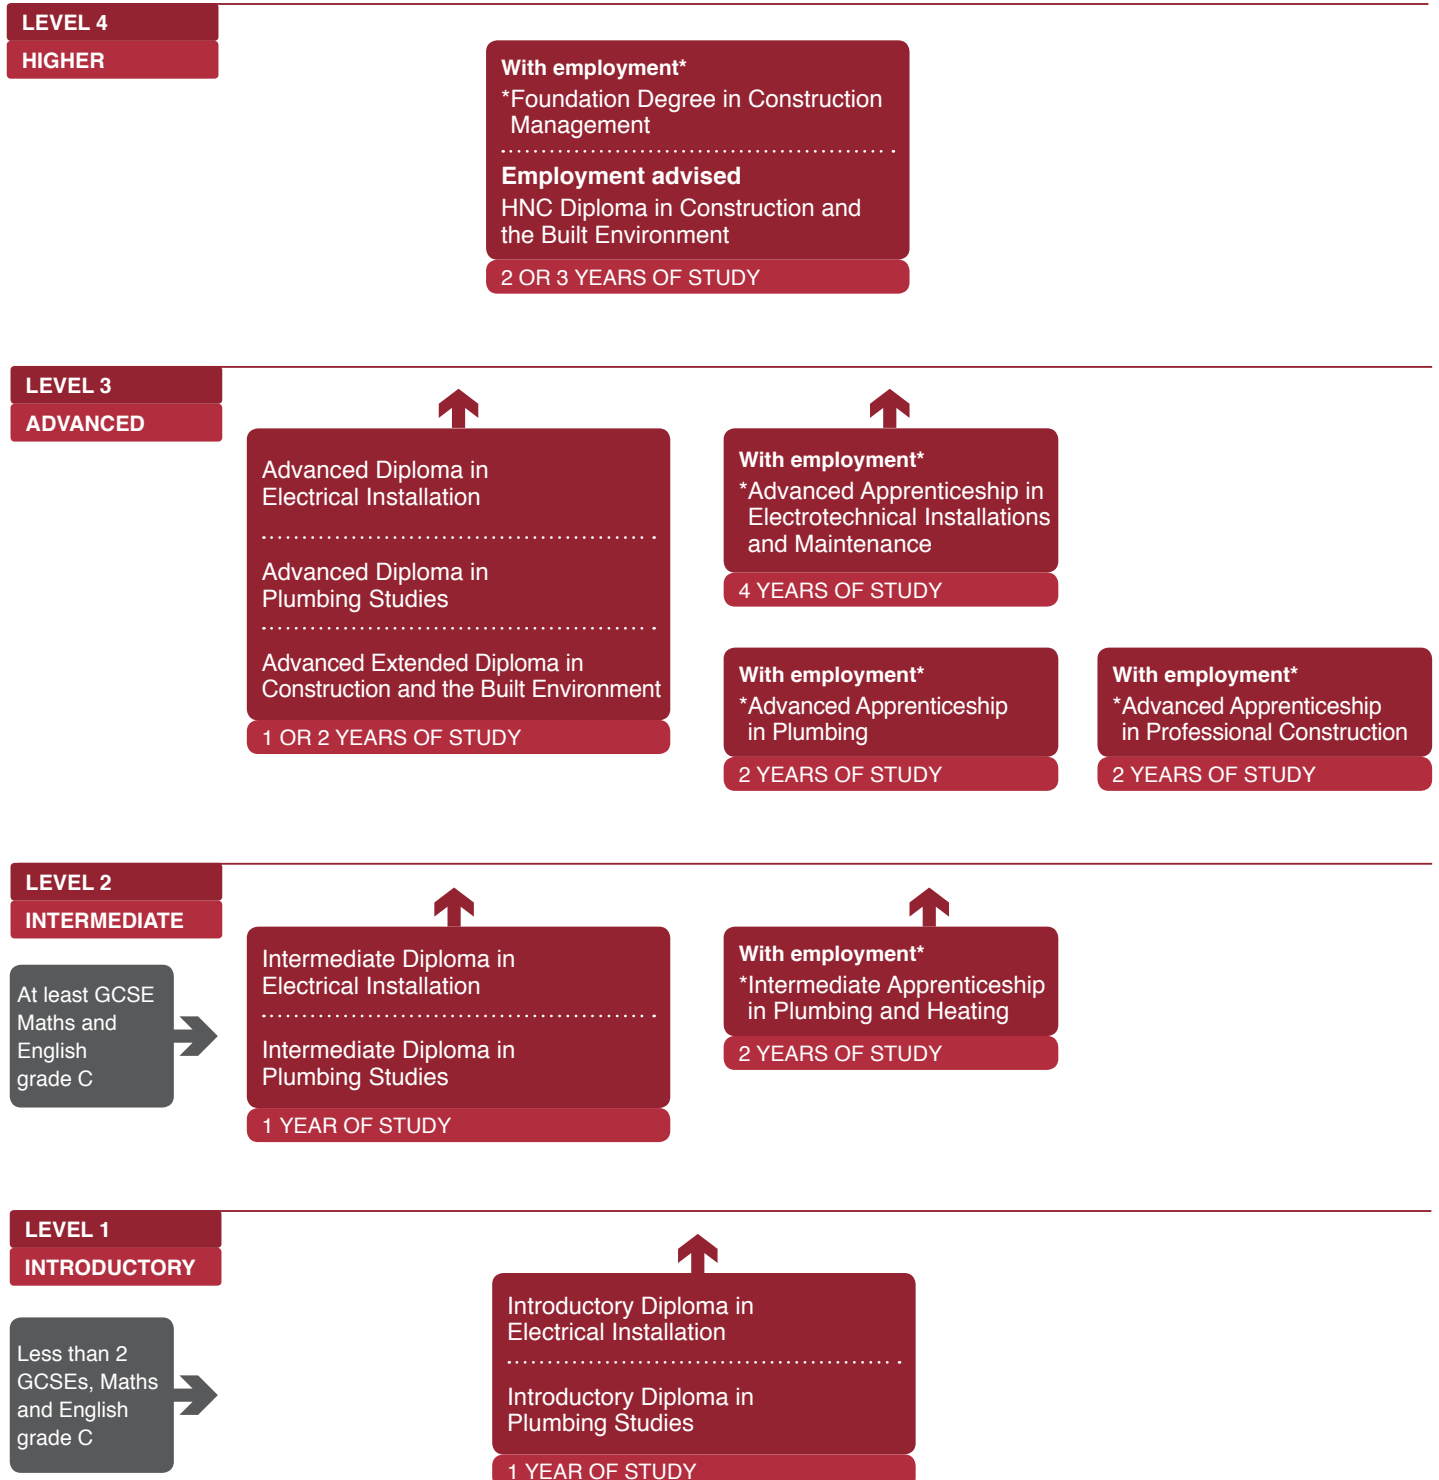 LEVEL 4
HIGHER
With employment*
*Foundation Degree in Construction
Management
Employment advised
HNC Diploma in Construction and
the Built Environment
2 OR 3 YEARS OF STUDY
LEVEL 3
ADVANCED
Advanced Diploma in
Electrical Installation
Advanced Diploma in
Plumbing Studies
Advanced Extended Diploma in
Construction and the Built Environment
1 OR 2 YEARS OF STUDY
With employment*
*Advanced Apprenticeship in
Electrotechnical Installations
and Maintenance
4 YEARS OF STUDY
With employment*
*Advanced Apprenticeship
in Plumbing
2 YEARS OF STUDY
With employment*
*Advanced Apprenticeship
in Professional Construction
2 YEARS OF STUDY
LEVEL 2
INTERMEDIATE
At least GCSE
Maths and
English
grade C
Intermediate Diploma in
Electrical Installation
Intermediate Diploma in
Plumbing Studies
1 YEAR OF STUDY
With employment*
*Intermediate Apprenticeship
in Plumbing and Heating
2 YEARS OF STUDY
LEVEL 1
INTRODUCTORY
Less than 2
GCSEs, Maths
and English
grade C
Introductory Diploma in
Electrical Installation
Introductory Diploma in
Plumbing Studies
1 YEAR OF STUDY